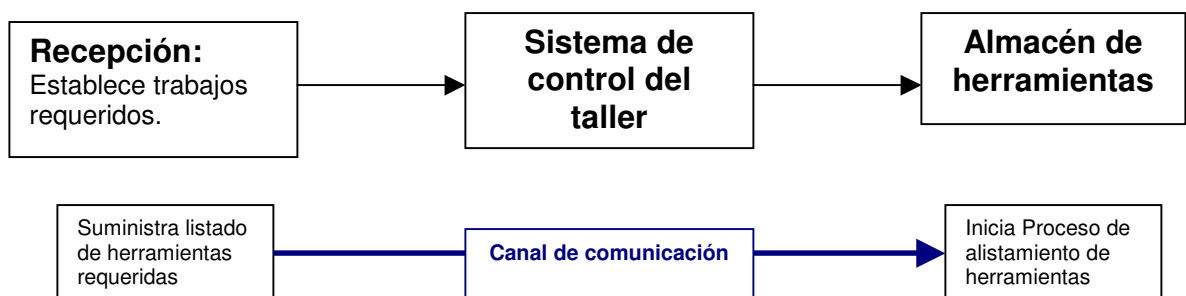 Recepción:
Establece trabajos
requeridos.
Sistema de
control del
taller
Almacén de
herramientas
Suministra listado
de herramientas
requeridas
Canal de comunicación
Inicia Proceso de
alistamiento de
herramientas